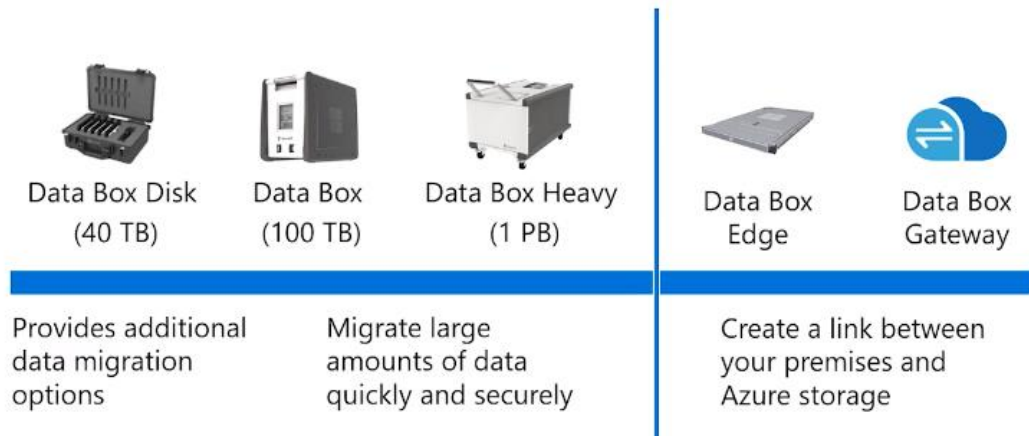 Data Box Disk
(40 TB)
Data Box
(100 TB)
Data Box Heavy
(1 PB)
Data Box
Edge
Data Box
Gateway
Provides additional
data migration
options
Migrate large
amounts of data
quickly and securely
Create a link between
your premises and
Azure storage